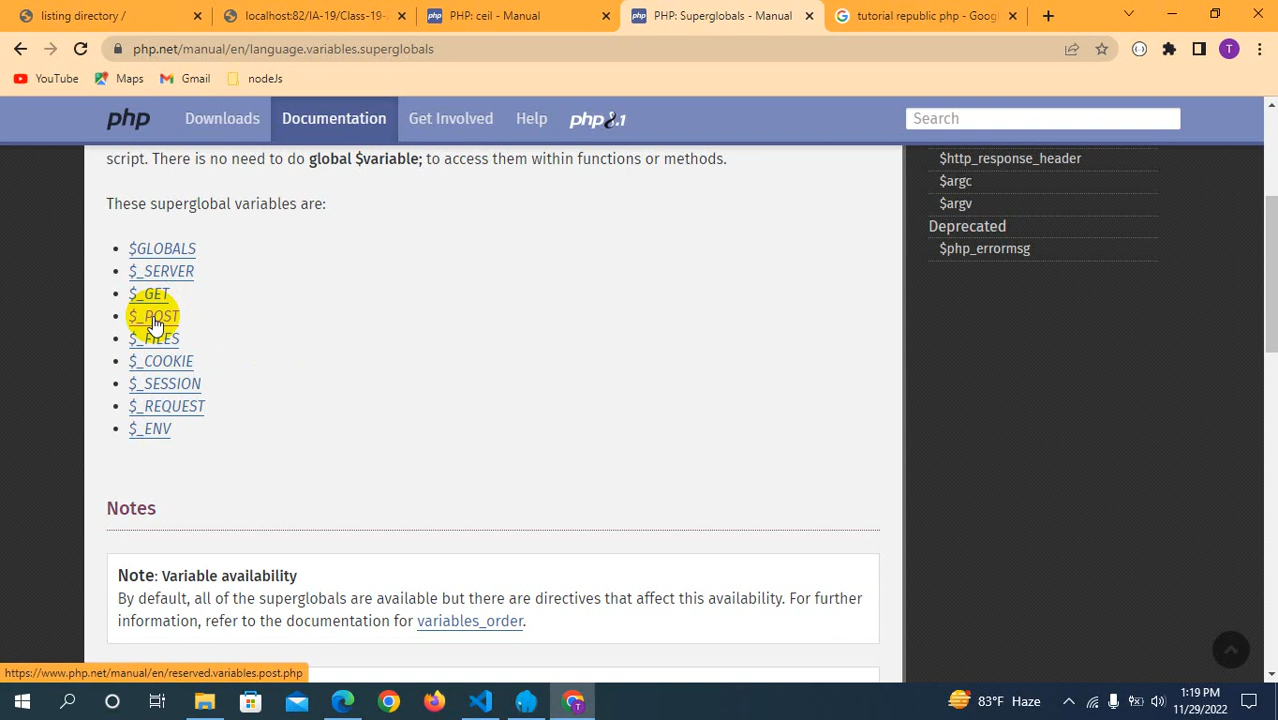 listing directory /
localhost:82/IA-19/Class-19-
PHP: ceil - Manual
PHP: Superglobals - Manual
tutorial republic php - Goog
php.net/manual/en/language.variables.superglobals
T
YouTube
Maps
Gmail
nodeJs
php
Downloads
Documentation
Get Involved
Help
php8.1
Search
script. There is no need to do global $variable; to access them within functions or methods.
$http_response_header
$argc
$argv
Deprecated
$php_errormsg
These superglobal variables are:
$GLOBALS
$_SERVER
$_GET
$_POST
$_FILES
$_COOKIE
$_SESSION
$_REQUEST
$_ENV
Notes
Note: Variable availability
By default, all of the superglobals are available but there are directives that affect this availability. For further
information, refer to the documentation for variables_order.
https://www.php.net/manual/en/reserved.variables.post.php
83°F Haze
1:19 PM
11/29/2022